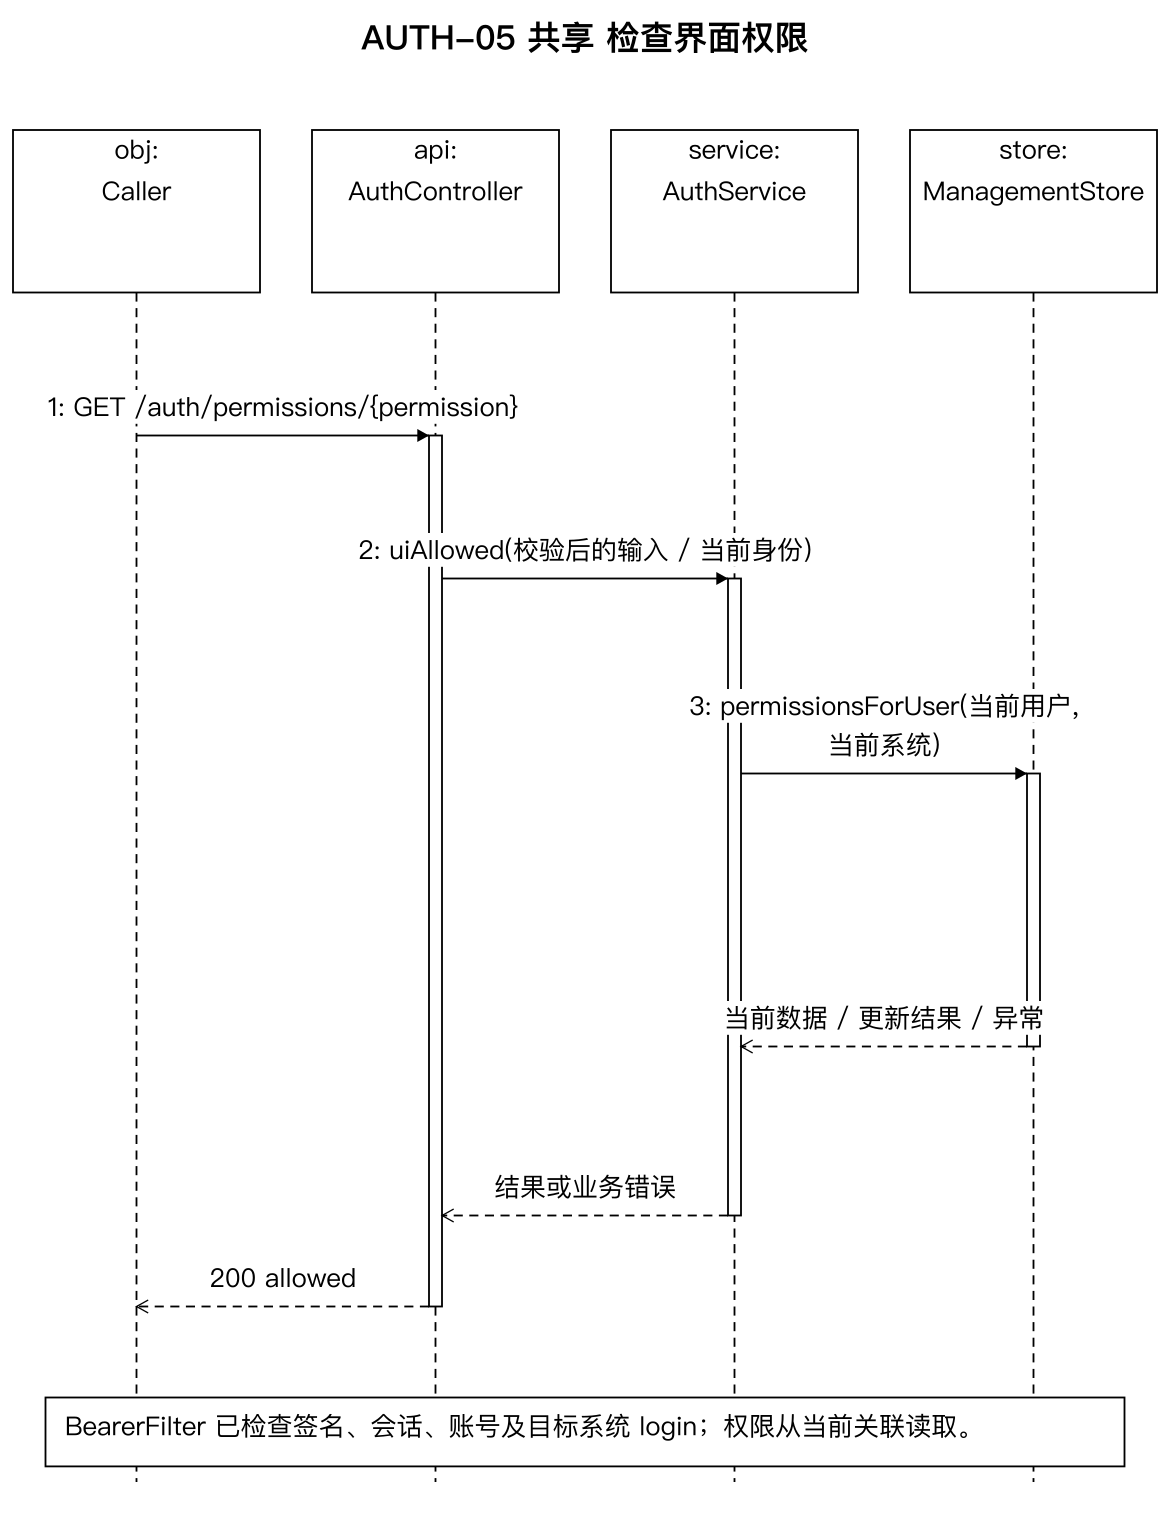 AUTH-05 共享 检查界面权限
obj:
Caller
api:
AuthController
service:
AuthService
store:
ManagementStore
1: GET /auth/permissions/{permission}
2: uiAllowed(校验后的输入 / 当前身份)
3: permissionsForUser(当前用户,
当前系统)
当前数据 / 更新结果 / 异常
结果或业务错误
200 allowed
BearerFilter 已检查签名、会话、账号及目标系统 login；权限从当前关联读取。